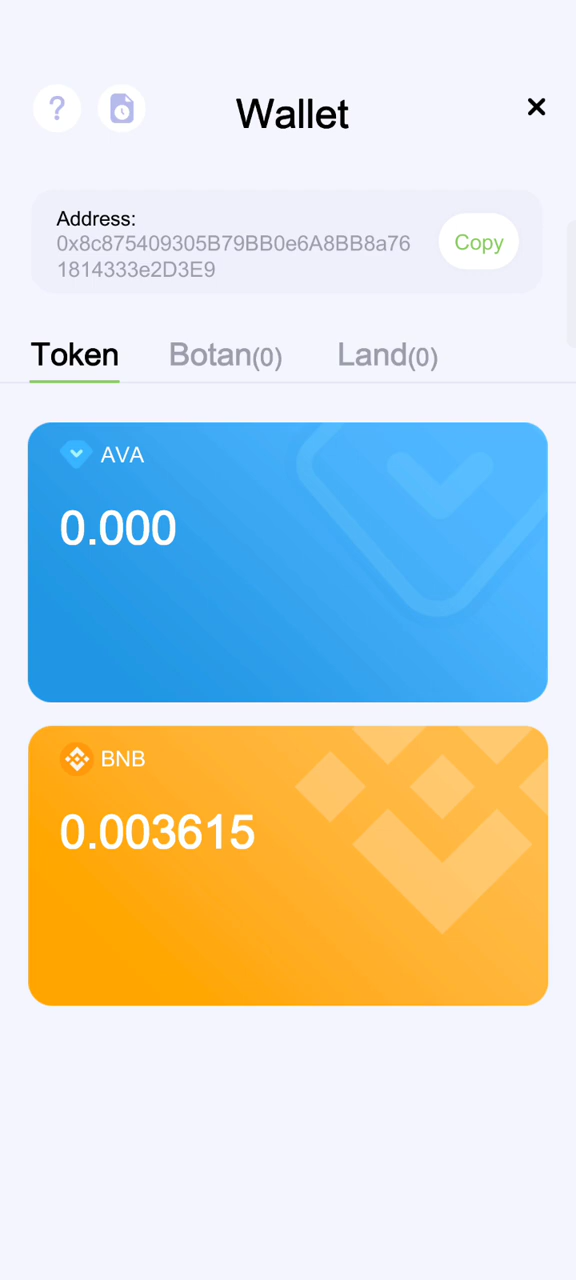 ?
Wallet
×
Address:
0x8c875409305B79BB0e6A8BB8a76
1814333e2D3E9
Copy
Token
Botan(0)
Land(0)
AVA
0.000
BNB
0.003615